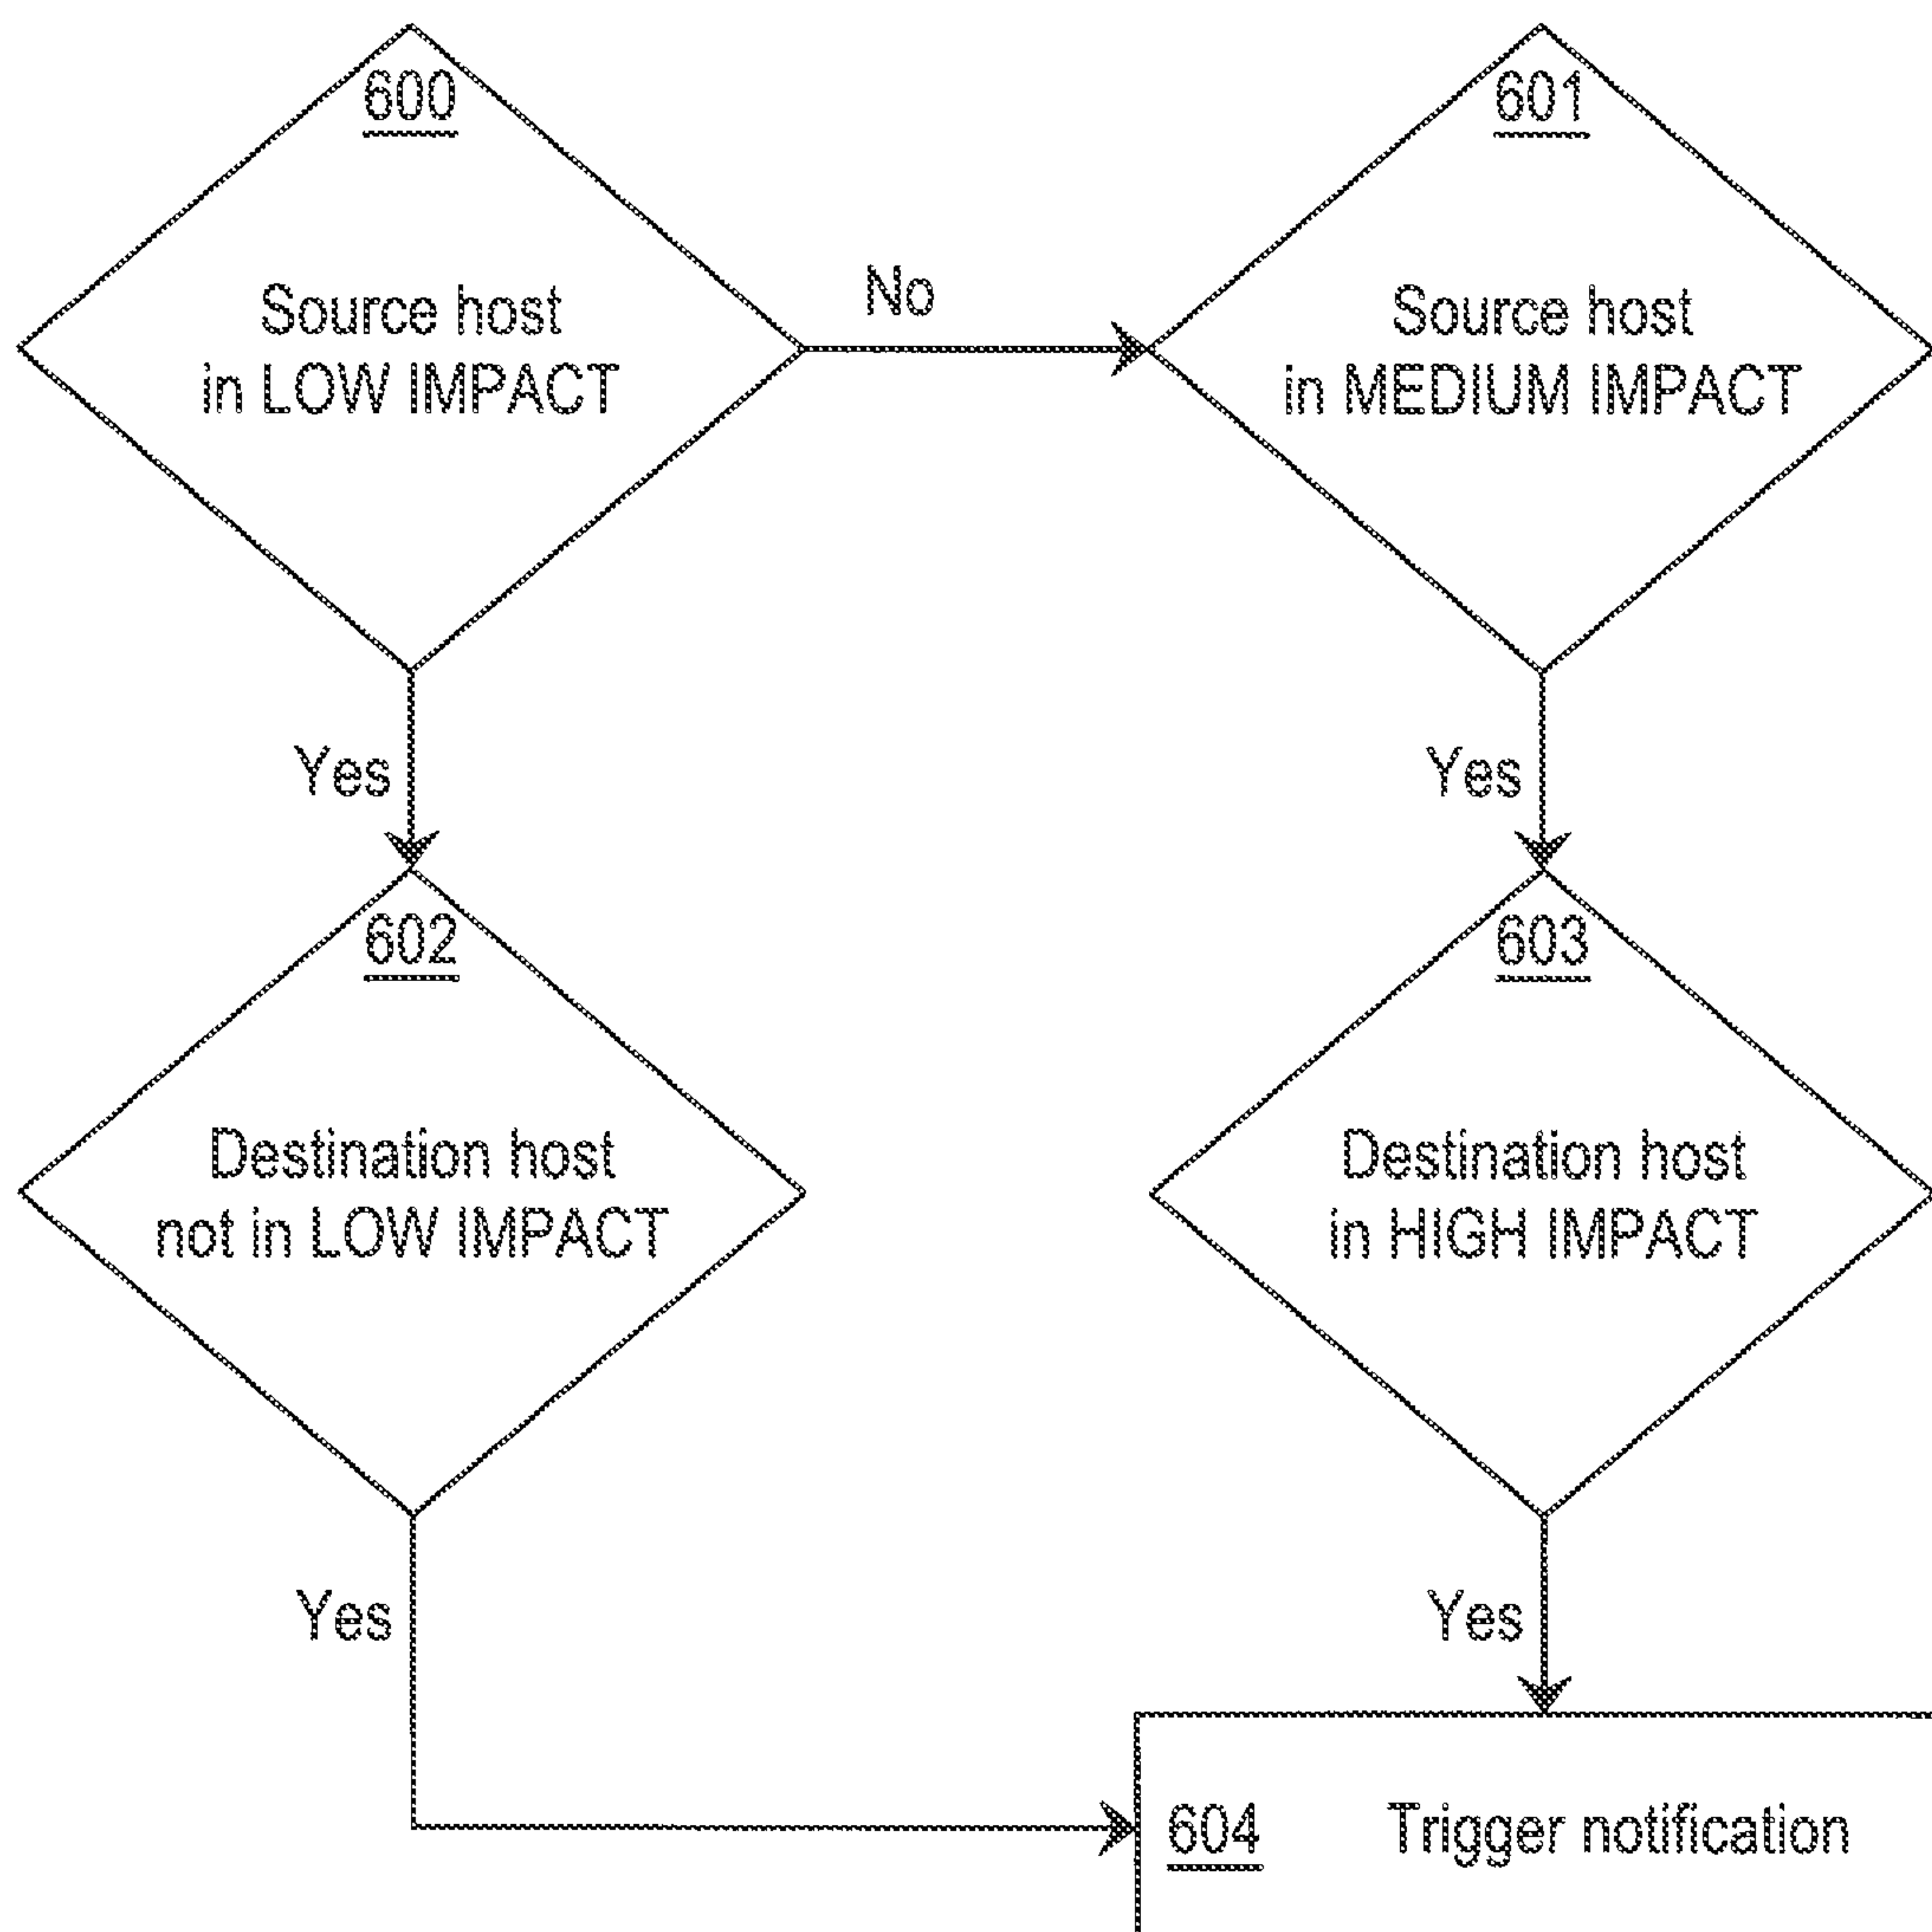 600
Source host
in LOW IMPACT
No
601
Source host
in MEDIUM IMPACT
Yes
Yes
602
Destination host
not in LOW IMPACT
603
Destination host
in HIGH IMPACT
Yes
Yes
604
Trigger notification